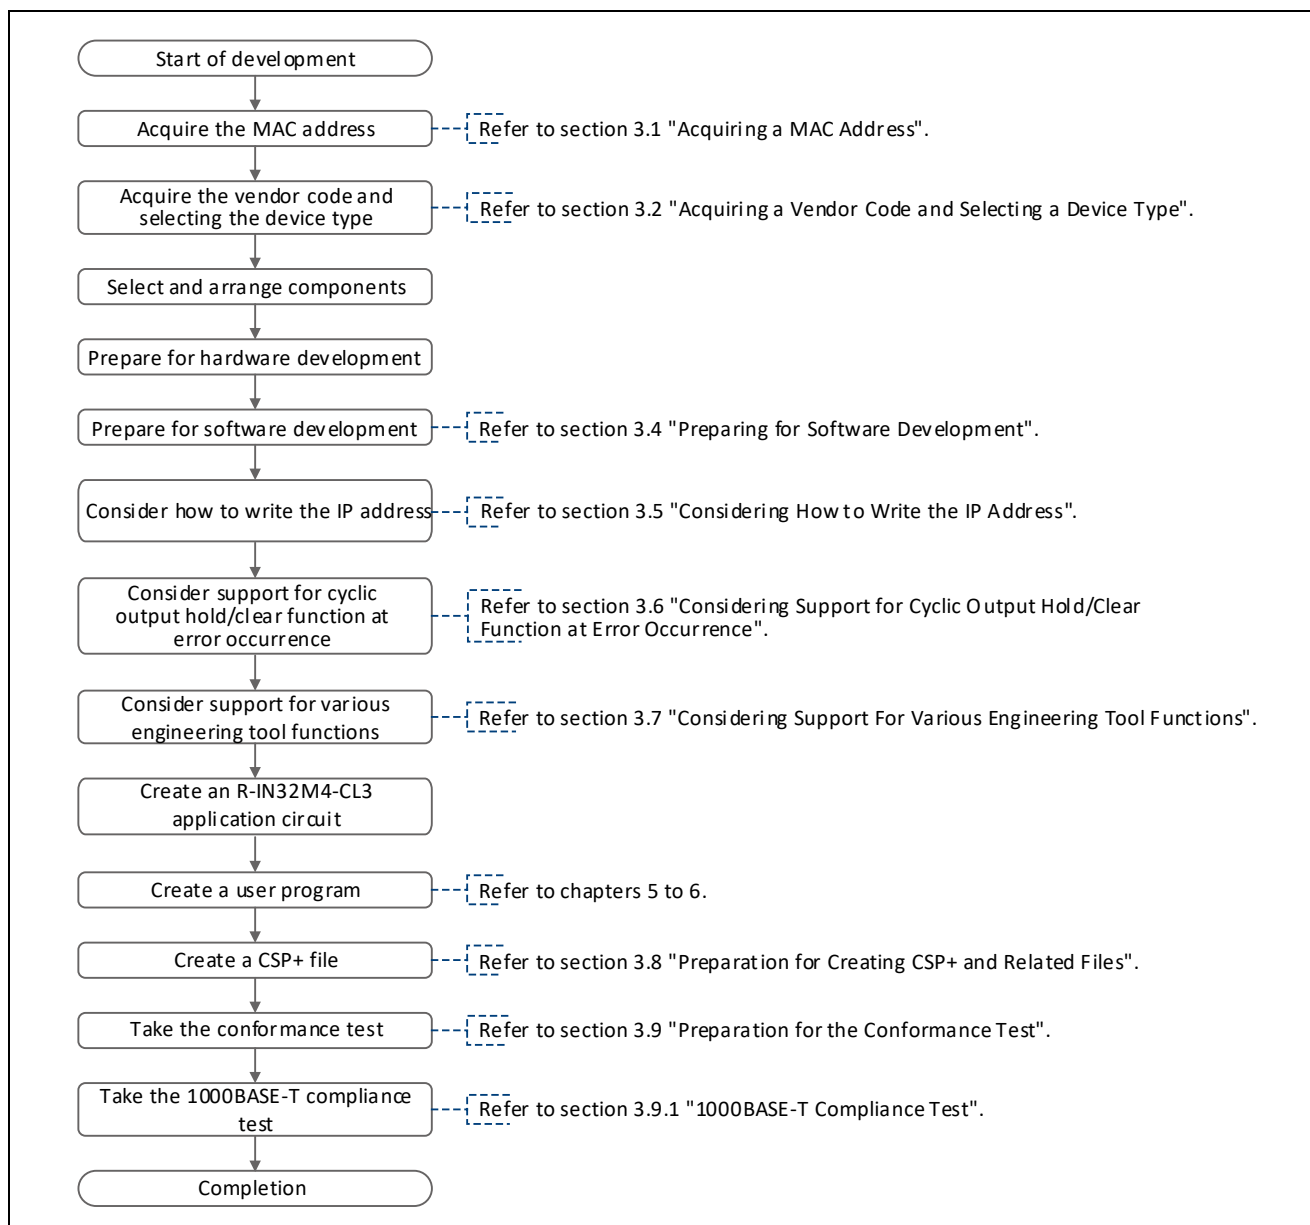 Start of development
Acquire the MAC address
Refer to section 3.1 "Acquiring a MAC Address".
Acquire the vendor code and
selecting the device type
Refer to section 3.2 "Acquiring a Vendor Code and Selecting a Device Type".
Select and arrange components
Prepare for hardware development
Prepare for software development
Refer to section 3.4 "Preparing for Software Development".
Consider how to write the IP address
Refer to section 3.5 "Considering How to Write the IP Address".
Consider support for cyclic
output hold/clear function at
error occurrence
Refer to section 3.6 "Considering Support for Cyclic Output Hold/Clear
Function at Error Occurrence".
Consider support for various
engineering tool functions
Refer to section 3.7 "Considering Support For Various Engineering Tool Functions".
Create an R-IN32M4-CL3
application circuit
Create a user program
Refer to chapters 5 to 6.
Create a CSP+ file
Refer to section 3.8 "Preparation for Creating CSP+ and Related Files".
Take the conformance test
Refer to section 3.9 "Preparation for the Conformance Test".
Take the 1000BASE-T compliance
test
Refer to section 3.9.1 "1000BASE-T Compliance Test".
Completion